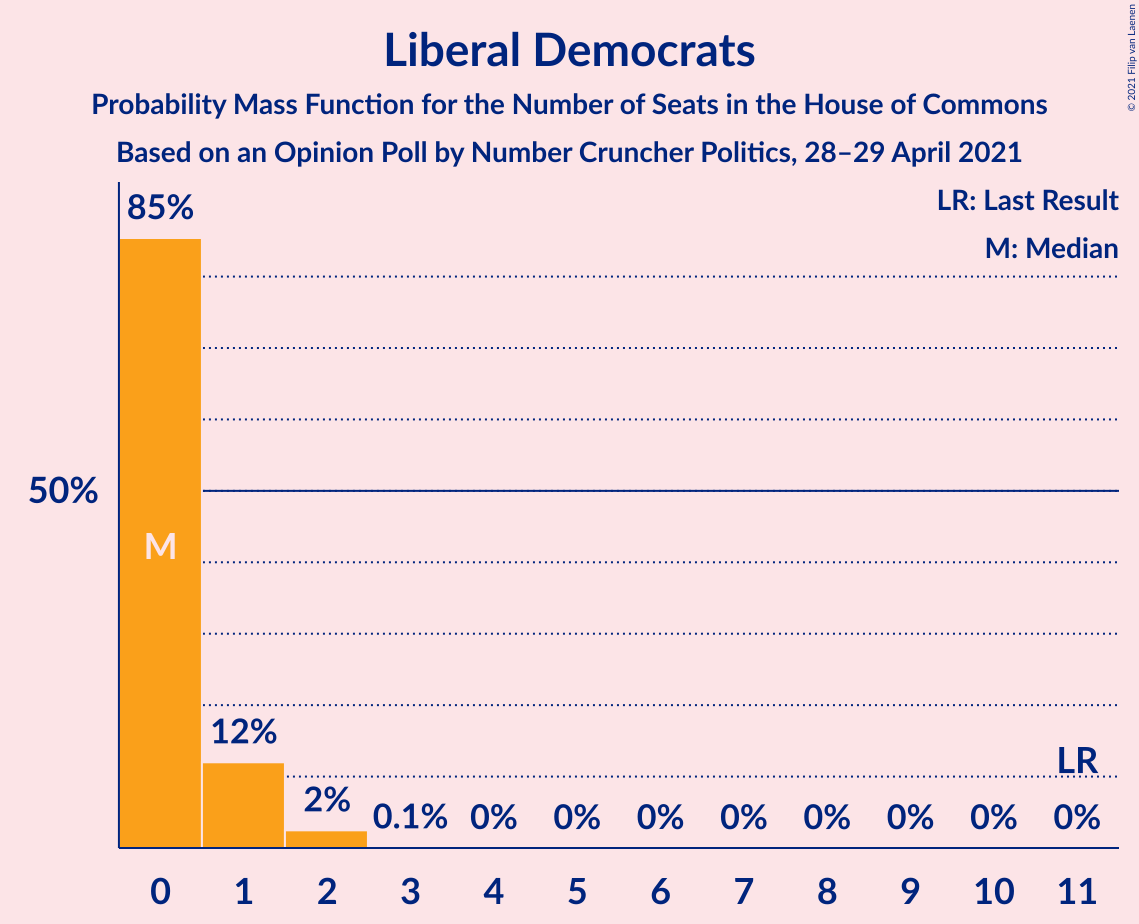 Liberal Democrats
Probability Mass Function for the Number of Seats in the House of Commons
Based on an Opinion Poll by Number Cruncher Politics, 28–29 April 2021
© 2021 Filip van Laenen
LR: Last Result
M: Median
85%
50%
M
12%
2%
0.1%
0%
0%
0%
0%
0%
0%
0%
LR
0%
0 1 2 3 4 5 6 7 8 9 10 11